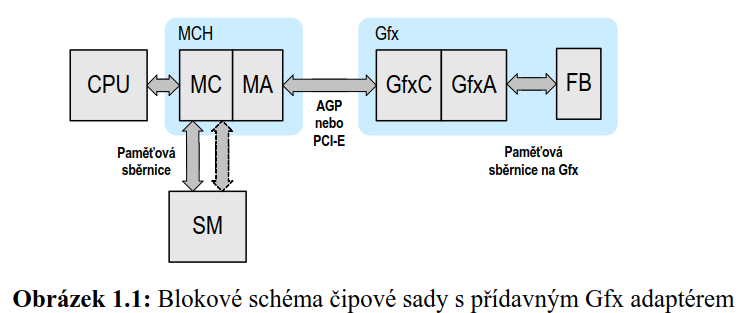 MCH
Gfx
CPU
MC
MA
GfxC
GfxA
FB
AGP
nebo
PCI-E
Paměťová
sběrnice
Paměťová
sběrnice na Gfx
SM
Obrázek 1.1: Blokové schéma čipové sady s přídavným Gfx adaptérem